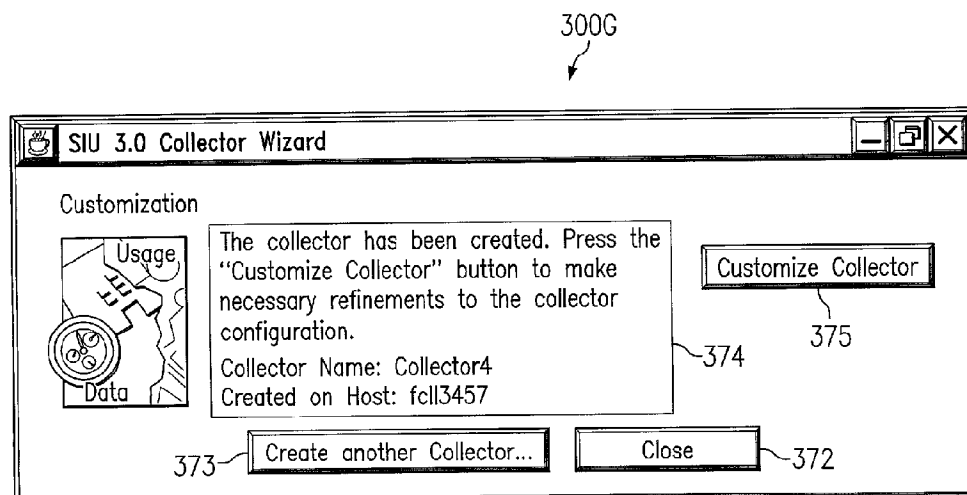 300G
SIU 3.0 Collector Wizard
Customization
Usage
Data
The collector has been created. Press the
“Customize Collector” button to make
necessary refinements to the collector
configuration.
Collector Name: Collector4
Created on Host: fcll3457
374
Customize Collector
375
373
Create another Collector...
Close
372